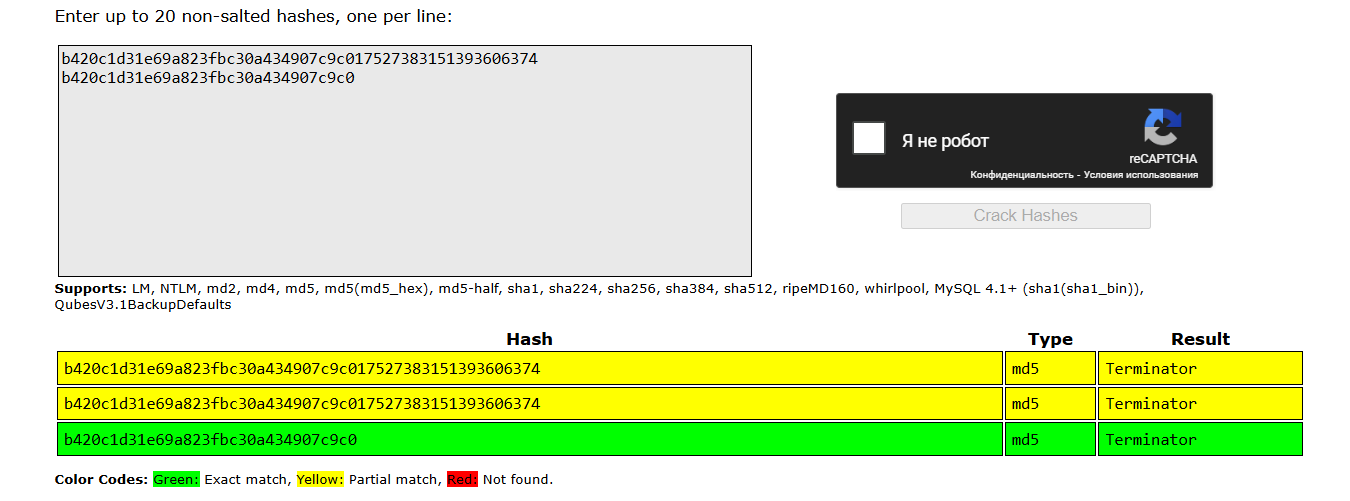 Enter up to 20 non-salted hashes, one per line:
b420c1d31e69a823fbc30a434907c9c017527383151393606374
b420c1d31e69a823fbc30a434907c9c0
Я не робот
reCAPTCHA
Конфиденциальность - Условия использования
Crack Hashes
Supports: LM, NTLM, md2, md4, md5, md5(md5_hex), md5-half, sha1, sha224, sha256, sha384, sha512, ripeMD160, whirlpool, MySQL 4.1+ (sha1(sha1_bin)),
QubesV3.1BackupDefaults
Hash Type Result
b420c1d31e69a823fbc30a434907c9c017527383151393606374 md5 Terminator
b420c1d31e69a823fbc30a434907c9c017527383151393606374 md5 Terminator
b420c1d31e69a823fbc30a434907c9c0 md5 Terminator
Color Codes: Green: Exact match, Yellow: Partial match, Red: Not found.